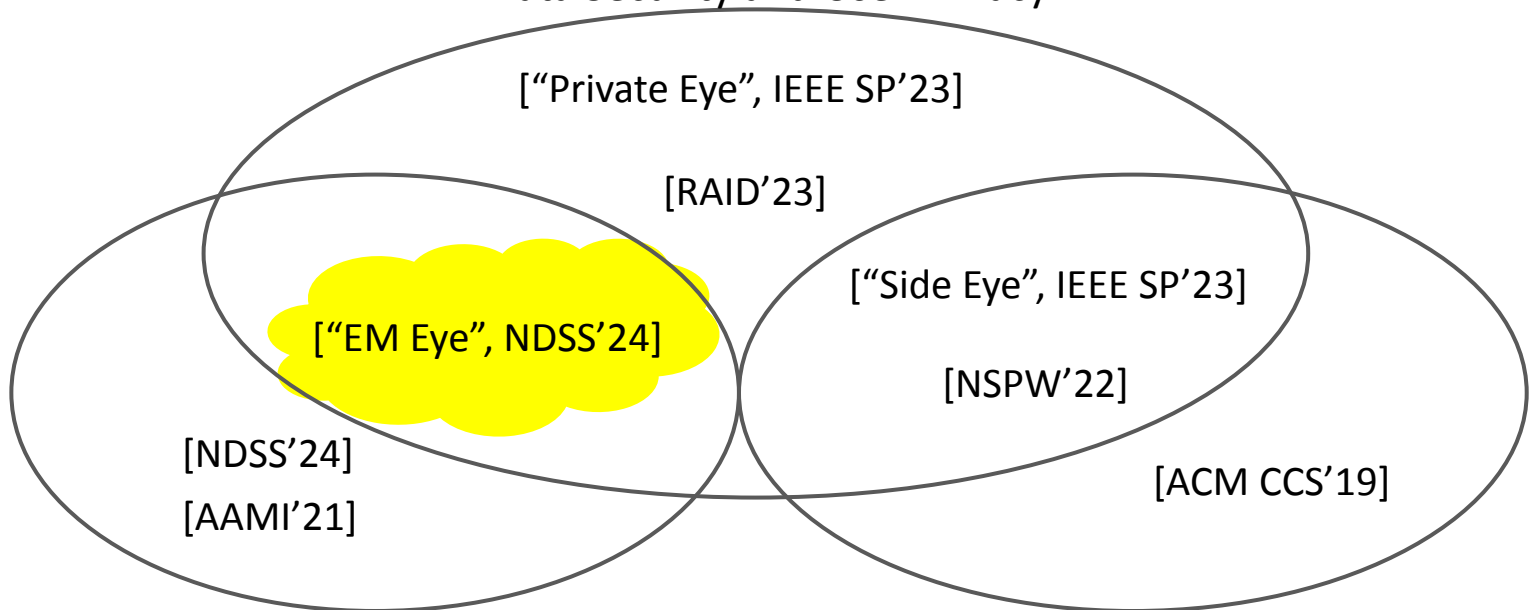 [“Private Eye”, IEEE SP’23]
[RAID’23]
[“Side Eye”, IEEE SP’23]
[“EM Eye”, NDSS’24]
[NSPW’22]
[NDSS’24]
[ACM CCS’19]
[AAMI’21]